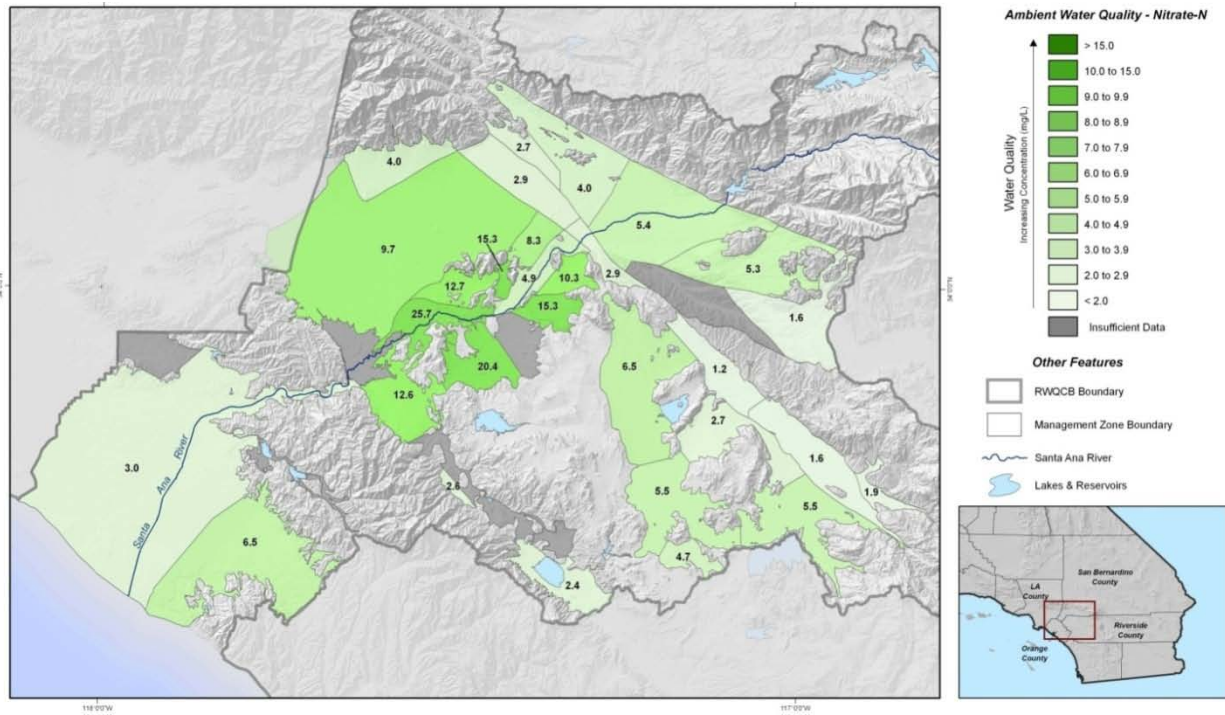 Ambient Water Quality - Nitrate-N
> 15.0
10.0 to 15.0
9.0 to 9.9
8.0 to 8.9
7.0 to 7.9
6.0 to 6.9
5.0 to 5.9
4.0 to 4.9
3.0 to 3.9
2.0 to 2.9
< 2.0
Insufficient Data
Water Quality
Increasing Concentration (mg/L)
Other Features
RWQCB Boundary
Management Zone Boundary
Santa Ana River
Lakes & Reservoirs
2.7
4.0
2.9
4.0
5.4
8.3
15.3
9.7
5.3
2.9
4.9
10.3
12.7
15.3
25.7
1.6
20.4
6.5
1.2
12.6
2.7
3.0
1.6
2.6
5.5
1.9
5.5
6.5
4.7
2.4
Santa Ana River
118°0'0"W
117°0'0"W
San Bernardino
County
LA
County
Riverside
County
Orange
County